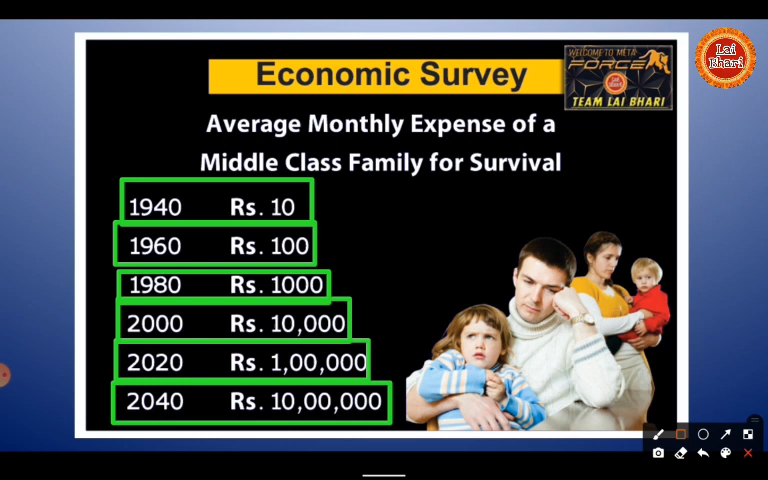 Economic Survey
WELCOME TO META
FORCE
TEAM LAI BHARI
Lai
Bhari
Average Monthly Expense of a
Middle Class Family for Survival
1940 Rs. 10
1960 Rs. 100
1980 Rs. 1000
2000 Rs. 10,000
2020 Rs. 1,00,000
2040 Rs. 10,00,000